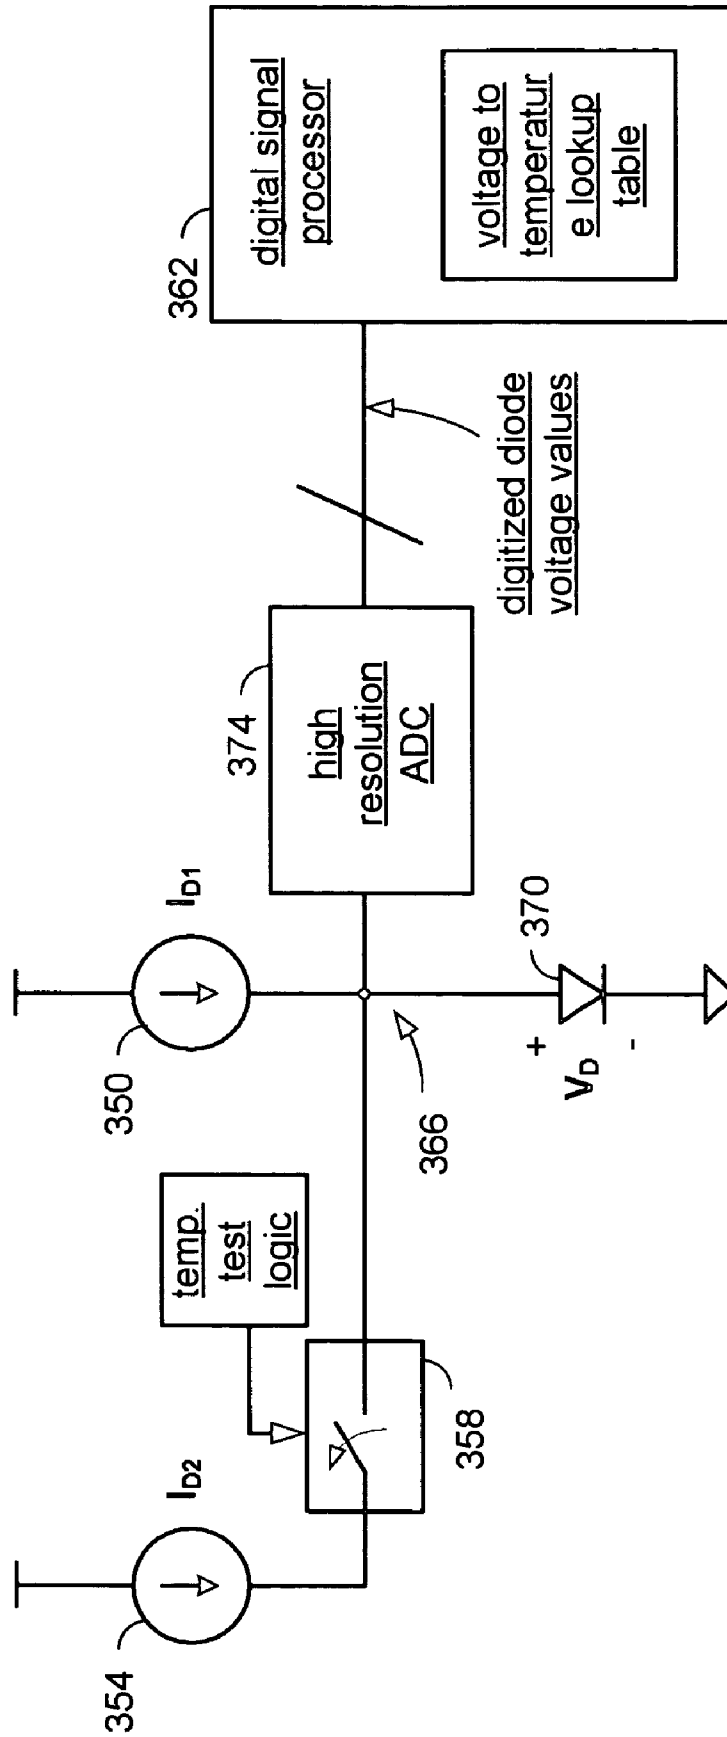 354
I_D2
358
temp.
test
logic
350
I_D1
366
+
V_D
-
370
374
high
resolution
ADC
digitized diode
voltage values
362
digital signal
processor
voltage to
temperatur
e lookup
table